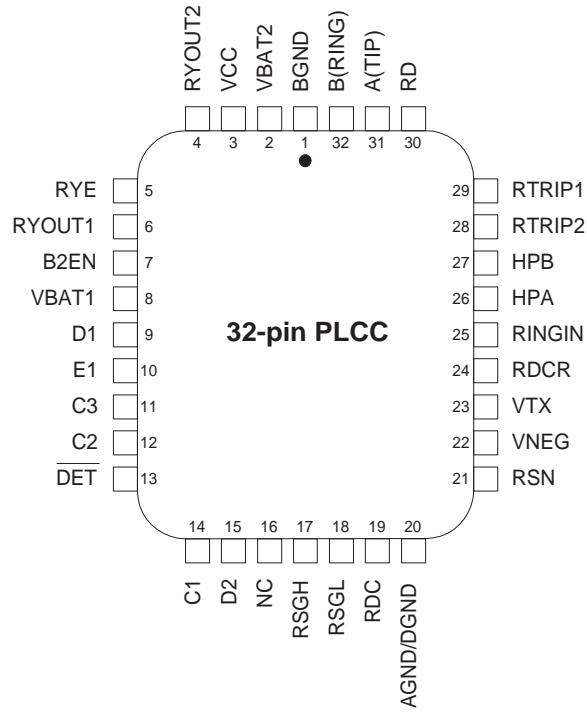 RYOUT2 VCC VBAT2 BGND B(RING) A(TIP) RD
4 3 2 1 32 31 30
RYE 5
RYOUT1 6
B2EN 7
VBAT1 8
D1 9
E1 10
C3 11
C2 12
DET 13
32-pin PLCC
29 RTRIP1
28 RTRIP2
27 HPB
26 HPA
25 RINGIN
24 RDCR
23 VTX
22 VNEG
21 RSN
14 15 16 17 18 19 20
C1 D2 NC RSGH RSGL RDC AGND/DGND